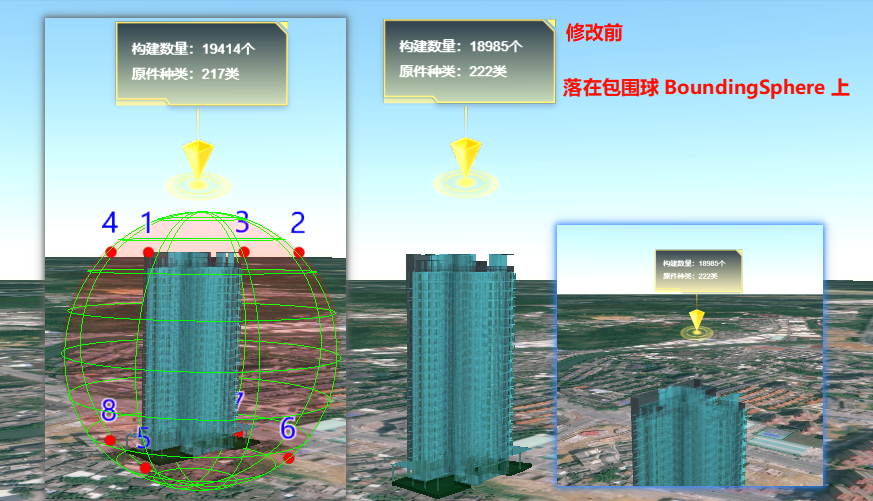 构建数量：19414个
原件种类：217类
构建数量：18985个
原件种类：222类
修改前
落在包围球 BoundingSphere 上
4
1
3
2
构建数量：18985个
原件种类：222类
8
5
7
6